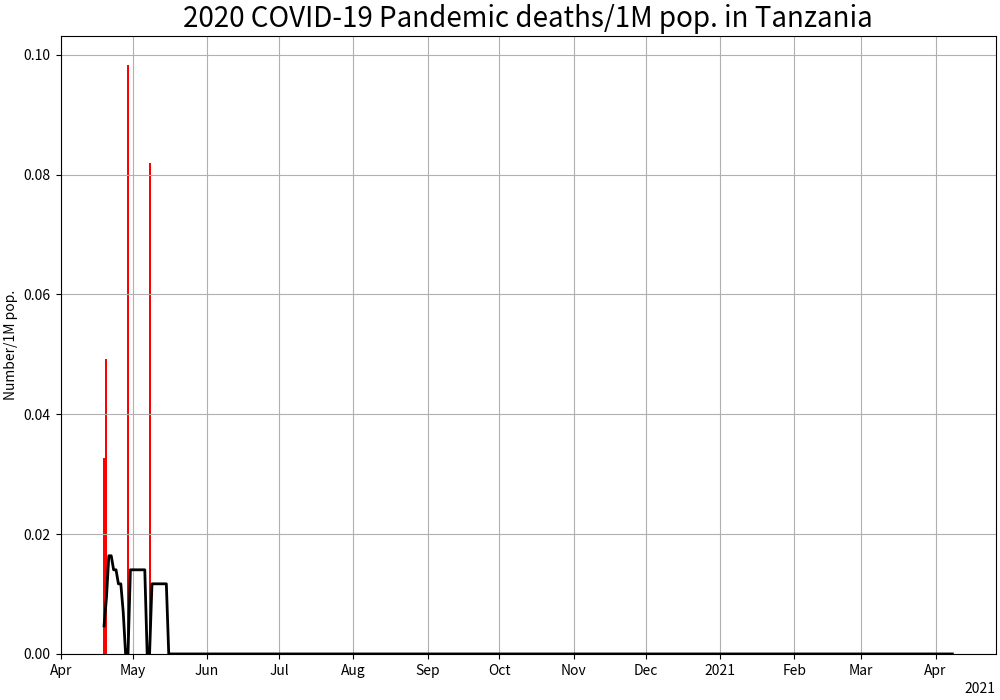 2020 COVID-19 Pandemic deaths/1M pop. in Tanzania
Number/1M pop.
0.10
0.08
0.06
0.04
0.02
0.00
Apr May Jun Jul Aug Sep Oct Nov Dec 2021 Feb Mar Apr
2021